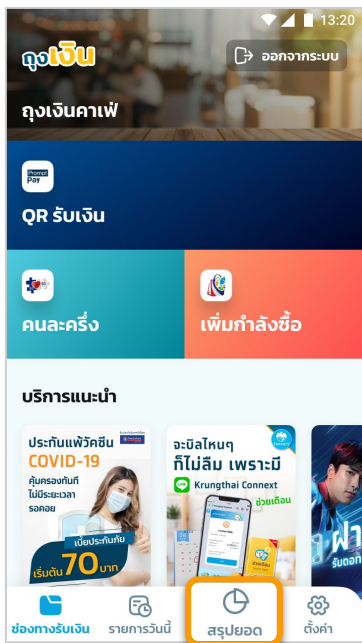 13:20
ถุงเงิน
ออกจากระบบ
ถุงเงินคาเฟ่
Prompt
Pay
QR รับเงิน
คนละครึ่ง
เพิ่มกำลังซื้อ
บริการแนะนำ
ประกันแพ้วัคซีน
COVID-19
คุ้มครองทันที
ไม่มีระยะเวลา
รอคอย
เบี้ยประกันภัย
เริ่มต้น 70 บาท
จะบิลไหนๆ
ก็ไม่ลืม เพราะมี
Krungthai Connext
ช่วยเตือน
ฝา
รับดอก
ช่องทางรับเงิน
รายการวันนี้
สรุปยอด
ตั้งค่า